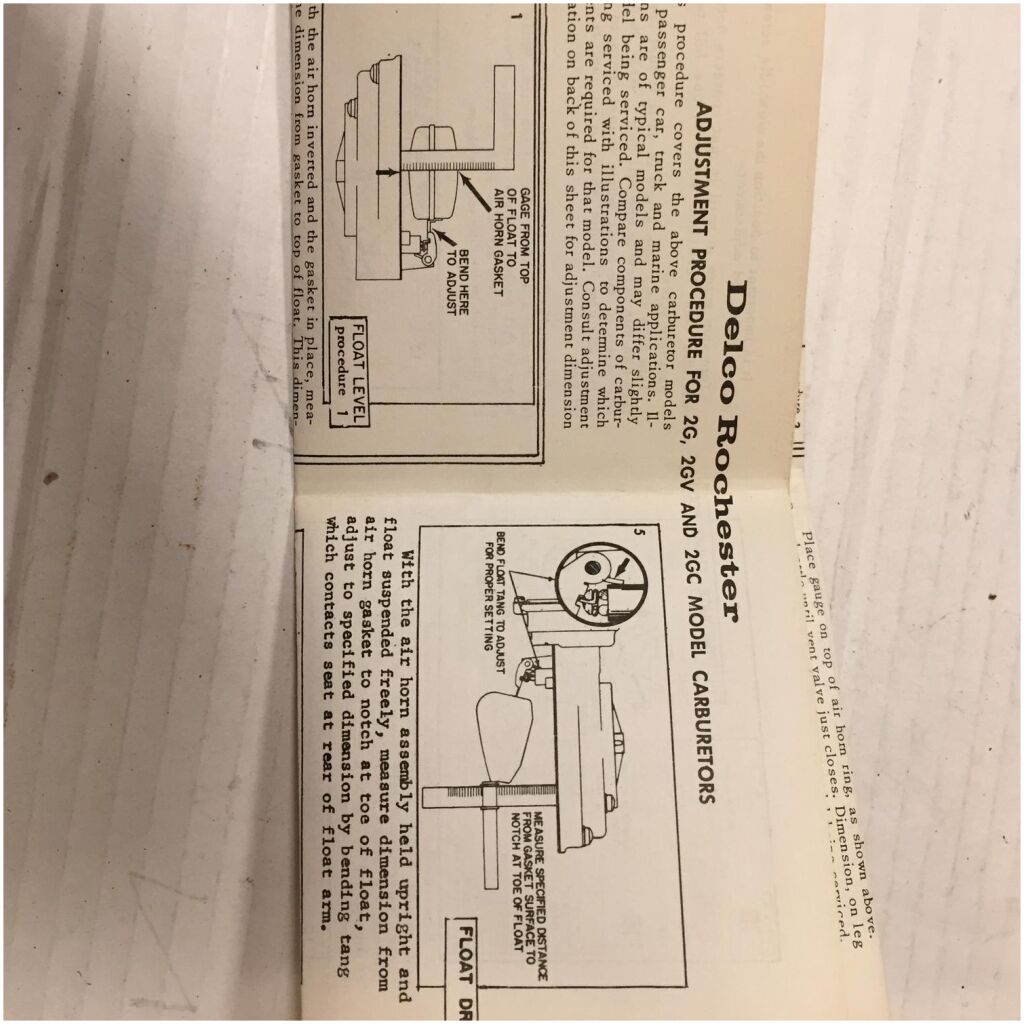 Delco Rochester
ADJUSTMENT PROCEDURE FOR 2G, 2GV AND 2GC MODEL CARBURETORS
procedure covers the above carburetor models
passenger car, truck and marine applications. Il-
ns are of typical models and may differ slightly
del being serviced. Compare components of carbur-
ng serviced with illustrations to determine which
nts are required for that model. Consult adjustment
ation on back of this sheet for adjustment dimension
1
GAGE FROM TOP
OF FLOAT TO
AIR HORN GASKET
BEND HERE
TO ADJUST
FLOAT LEVEL
procedure 1
th the air horn inverted and the gasket in place, mea-
e dimension from gasket to top of float. This dimen-
5
BEND FLOAT TANG TO ADJUST
FOR PROPER SETTING
MEASURE SPECIFIED DISTANCE
FROM GASKET SURFACE TO
NOTCH AT TOE OF FLOAT
FLOAT DR
With the air horn assembly held upright and
float suspended freely, measure dimension from
air horn gasket to notch at toe of float,
adjust to specified dimension by bending tang
which contacts seat at rear of float arm.
Place gauge on top of air horn ring, as shown above.
until vent valve just closes. Dimension, on leg
serviced.